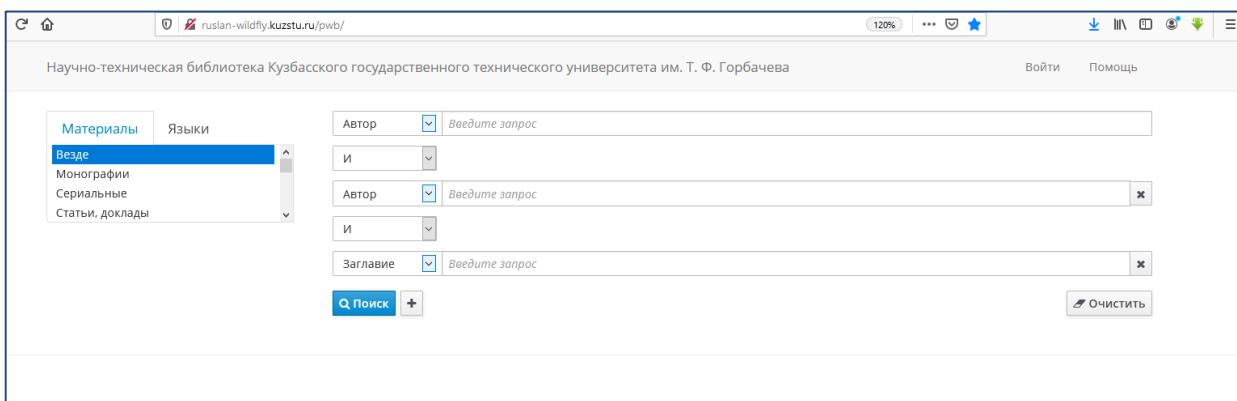 ruslan-wildfly.kuzstu.ru/pwb/ 120%
Научно-техническая библиотека Кузбасского государственного технического университета им. Т. Ф. Горбачева Войти Помощь
Материалы Языки
Везде
Монографии
Сериальные
Статьи, доклады
Автор Введите запрос
И
Автор Введите запрос
И
Заглавие Введите запрос
Поиск + Очистить